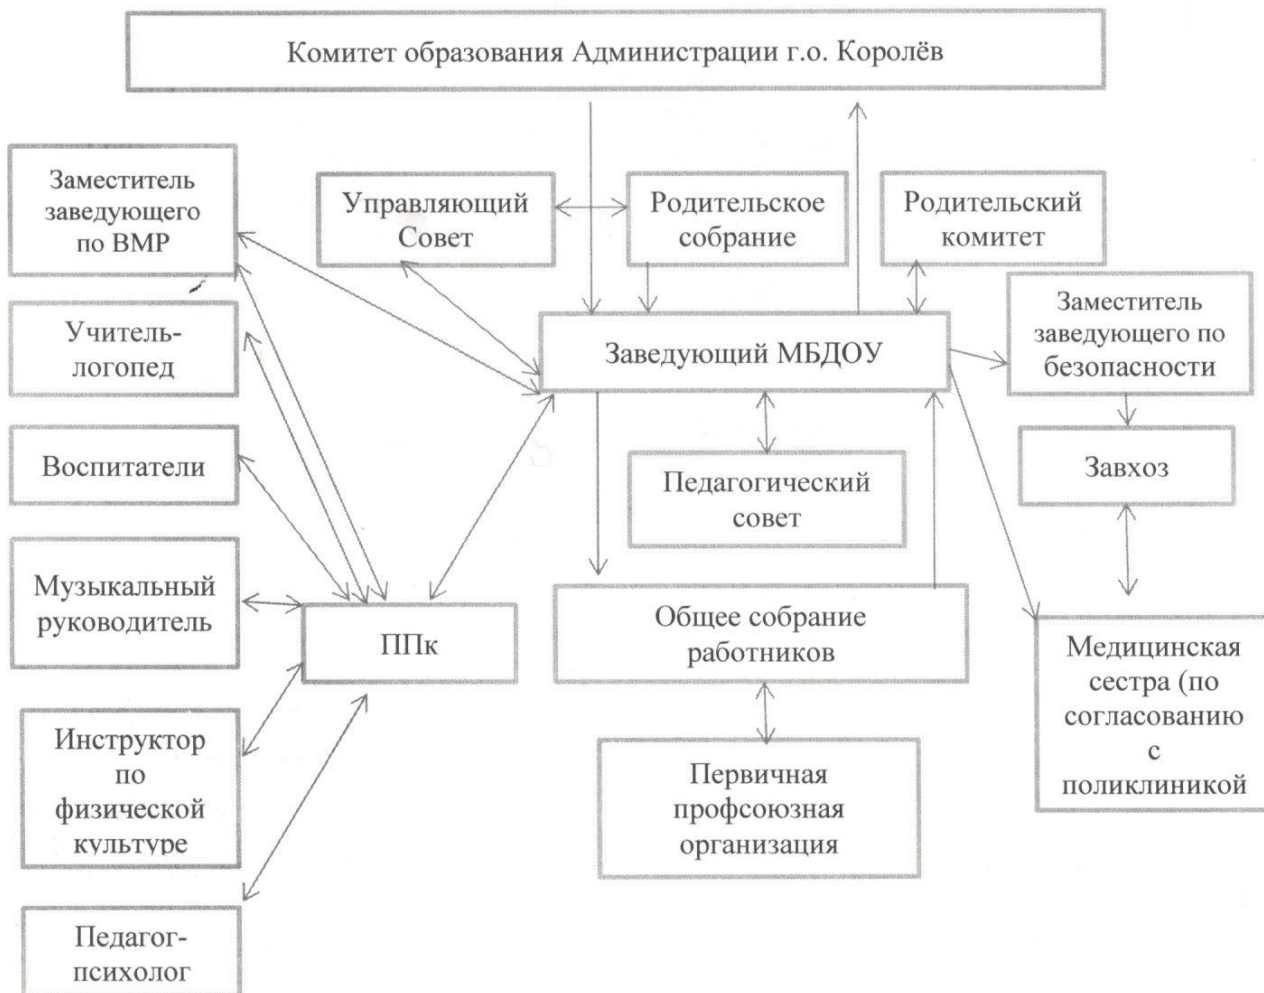 Комитет образования Администрации г.о. Королёв
Заместитель
заведующего
по ВМР
Управляющий
Совет
Родительское
собрание
Родительский
комитет
Заместитель
заведующего по
безопасности
Учитель-
логопед
Заведующий МБДОУ
Воспитатели
Педагогический
совет
Завхоз
Музыкальный
руководитель
ППк
Общее собрание
работников
Медицинская
сестра (по
согласованию
с
поликлиникой
Инструктор
по
физической
культуре
Первичная
профсоюзная
организация
Педагог-
психолог